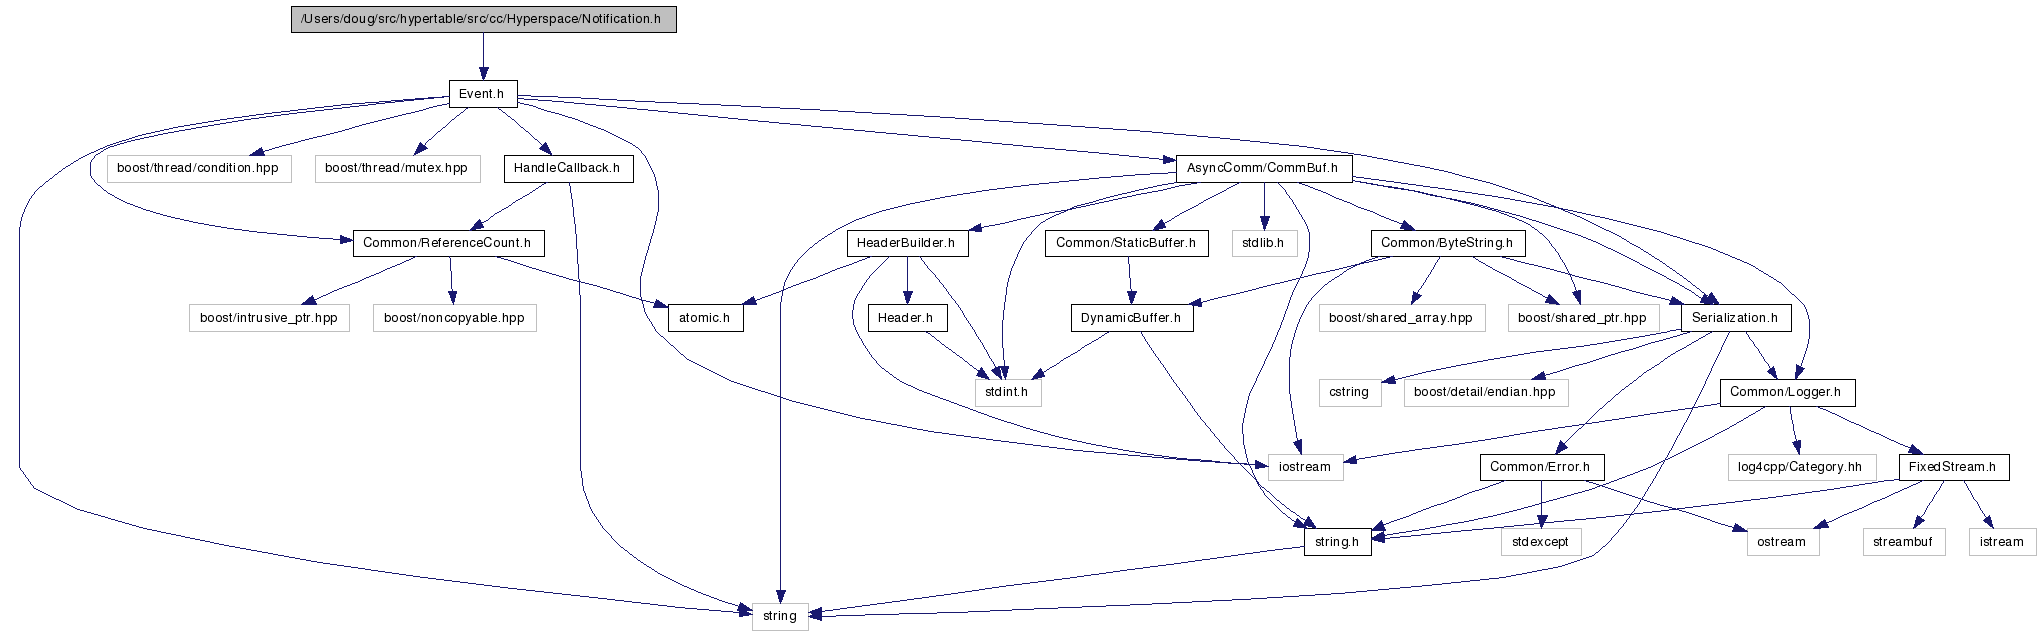 /Users/doug/src/hypertable/src/cc/Hyperspace/Notification.h
Event.h
boost/thread/condition.hpp
boost/thread/mutex.hpp
HandleCallback.h
AsyncComm/CommBuf.h
Common/ReferenceCount.h
HeaderBuilder.h
Common/StaticBuffer.h
stdlib.h
Common/ByteString.h
boost/intrusive_ptr.hpp
boost/noncopyable.hpp
atomic.h
Header.h
DynamicBuffer.h
boost/shared_array.hpp
boost/shared_ptr.hpp
Serialization.h
stdint.h
cstring
boost/detail/endian.hpp
Common/Logger.h
iostream
Common/Error.h
log4cpp/Category.hh
FixedStream.h
string.h
stdexcept
ostream
streambuf
istream
string